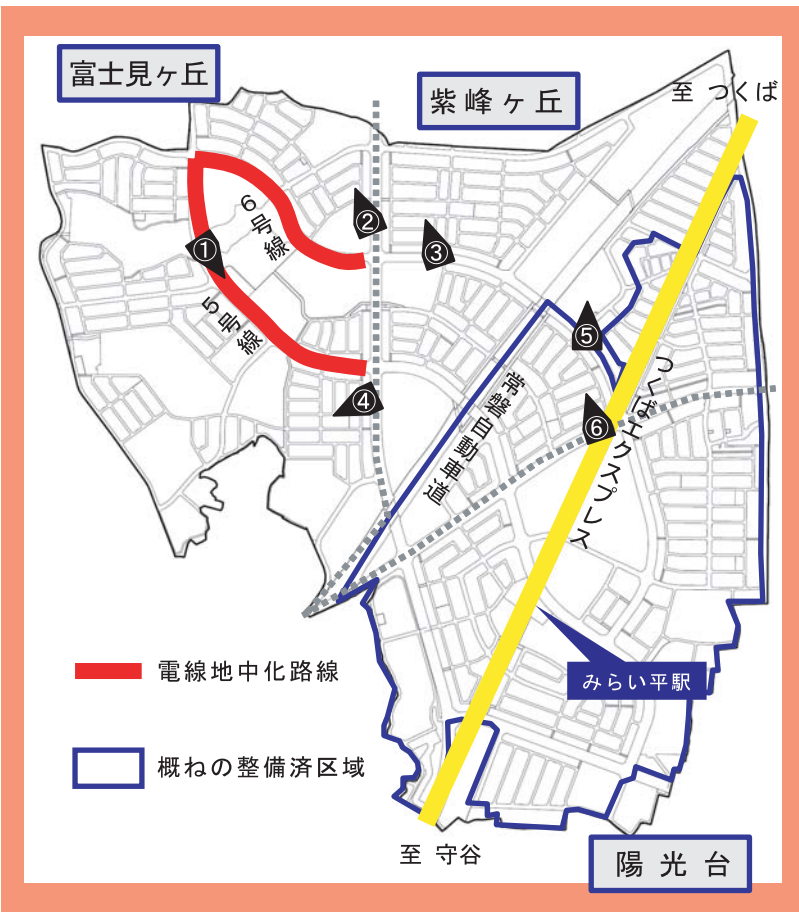 富士見ヶ丘
紫峰ヶ丘
至 つくば
6号線
②
③
①
5号線
⑤
④
⑥
つくばエクスプレス
常磐自動車道
電線地中化路線
みらい平駅
概ねの整備済区域
至 守谷
陽光台